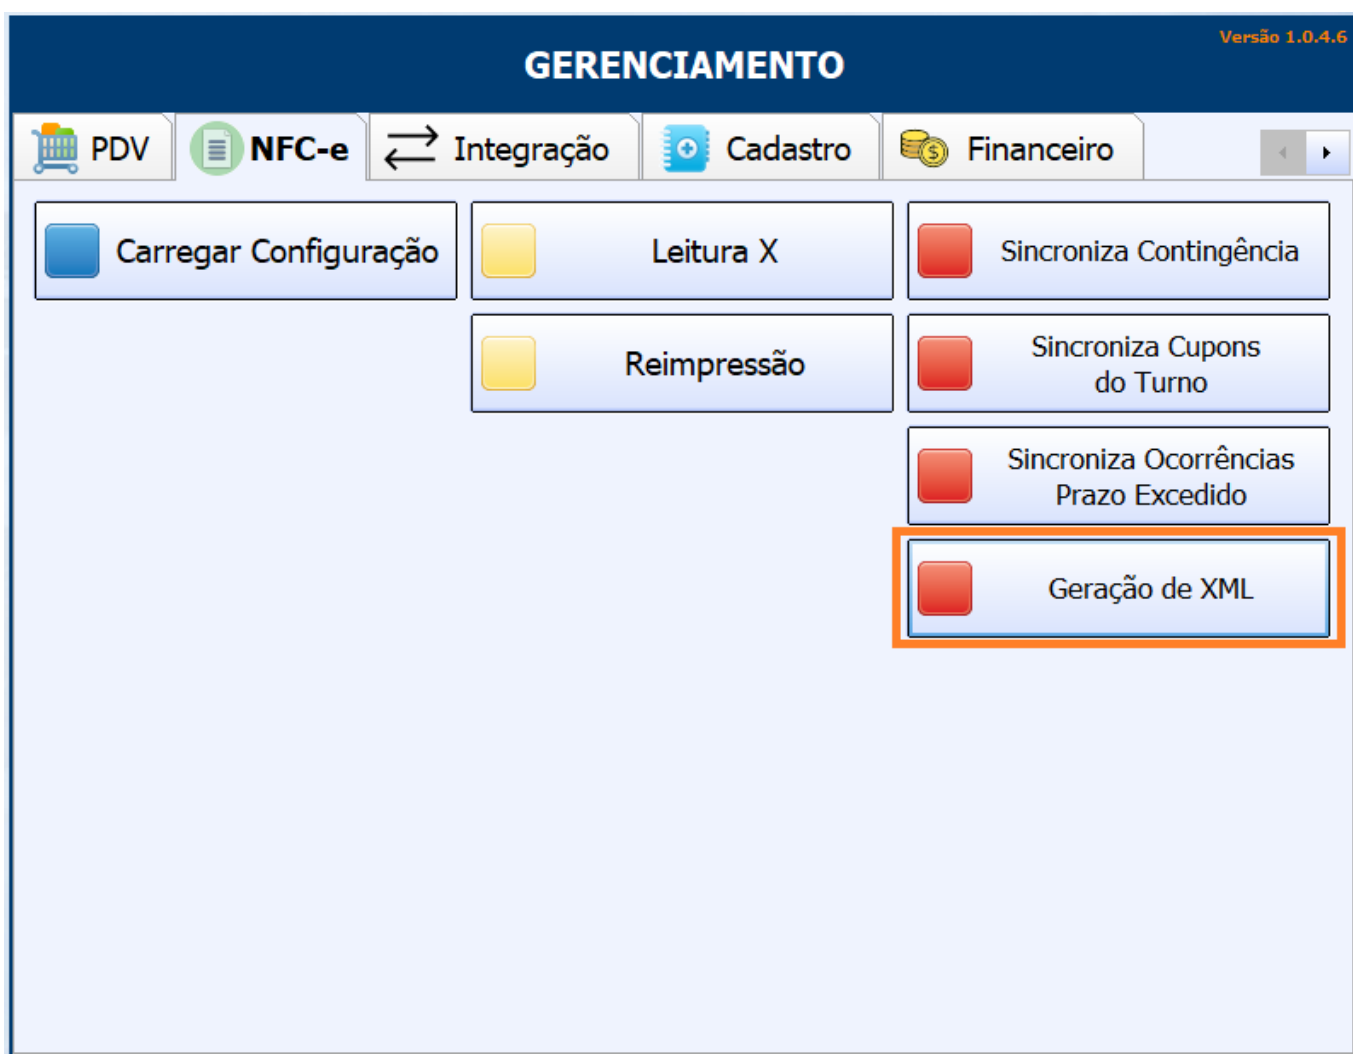 Versão 1.0.4.6
GERENCIAMENTO
PDV
NFC-e
Integração
Cadastro
Financeiro
Carregar Configuração
Leitura X
Sincroniza Contingência
Reimpressão
Sincroniza Cupons
do Turno
Sincroniza Ocorrências
Prazo Excedido
Geração de XML